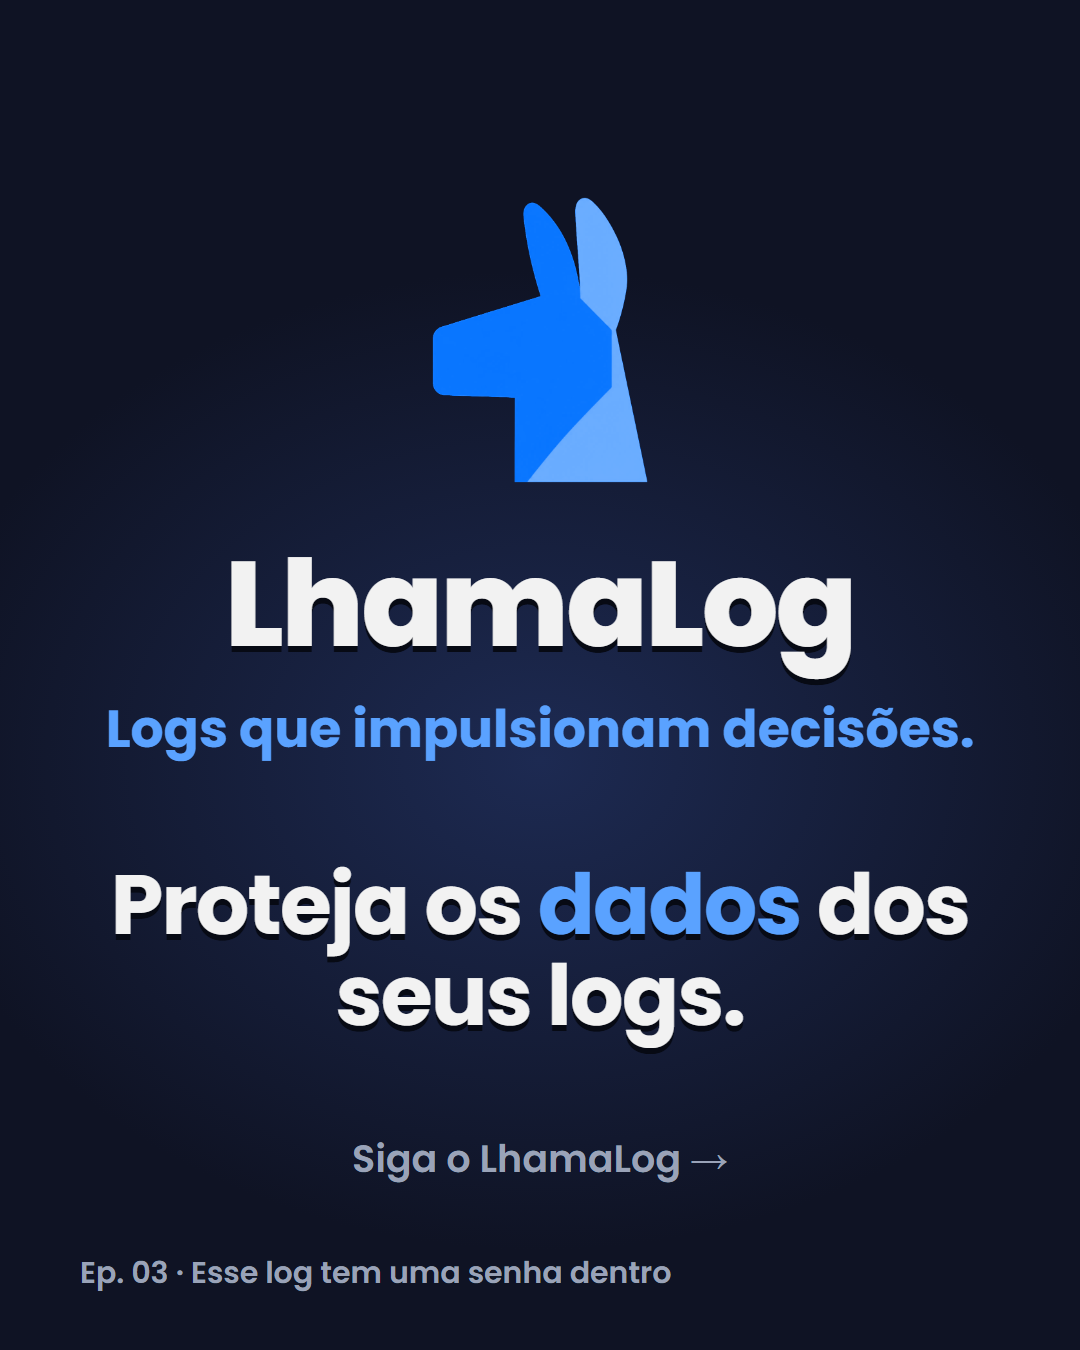 LhamaLog
Logs que impulsionam decisões.
Proteja os dados dos
seus logs.
Siga o LhamaLog →
Ep. 03 · Esse log tem uma senha dentro